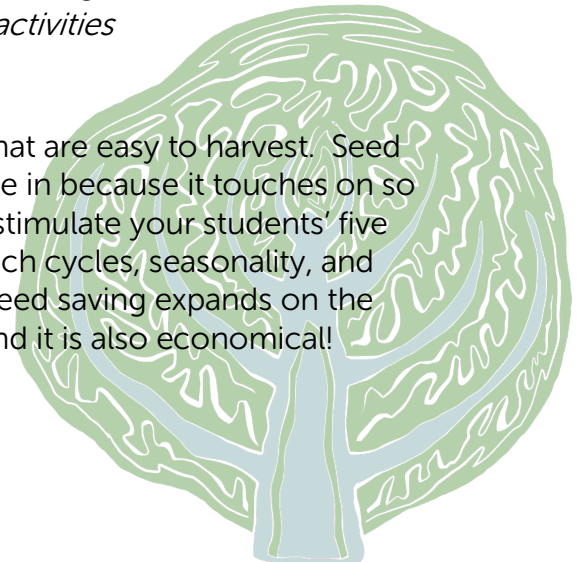 activities
hat are easy to harvest.  Seed
e in because it touches on so
stimulate your students’ five
ch cycles, seasonality, and
eed saving expands on the
nd it is also economical!